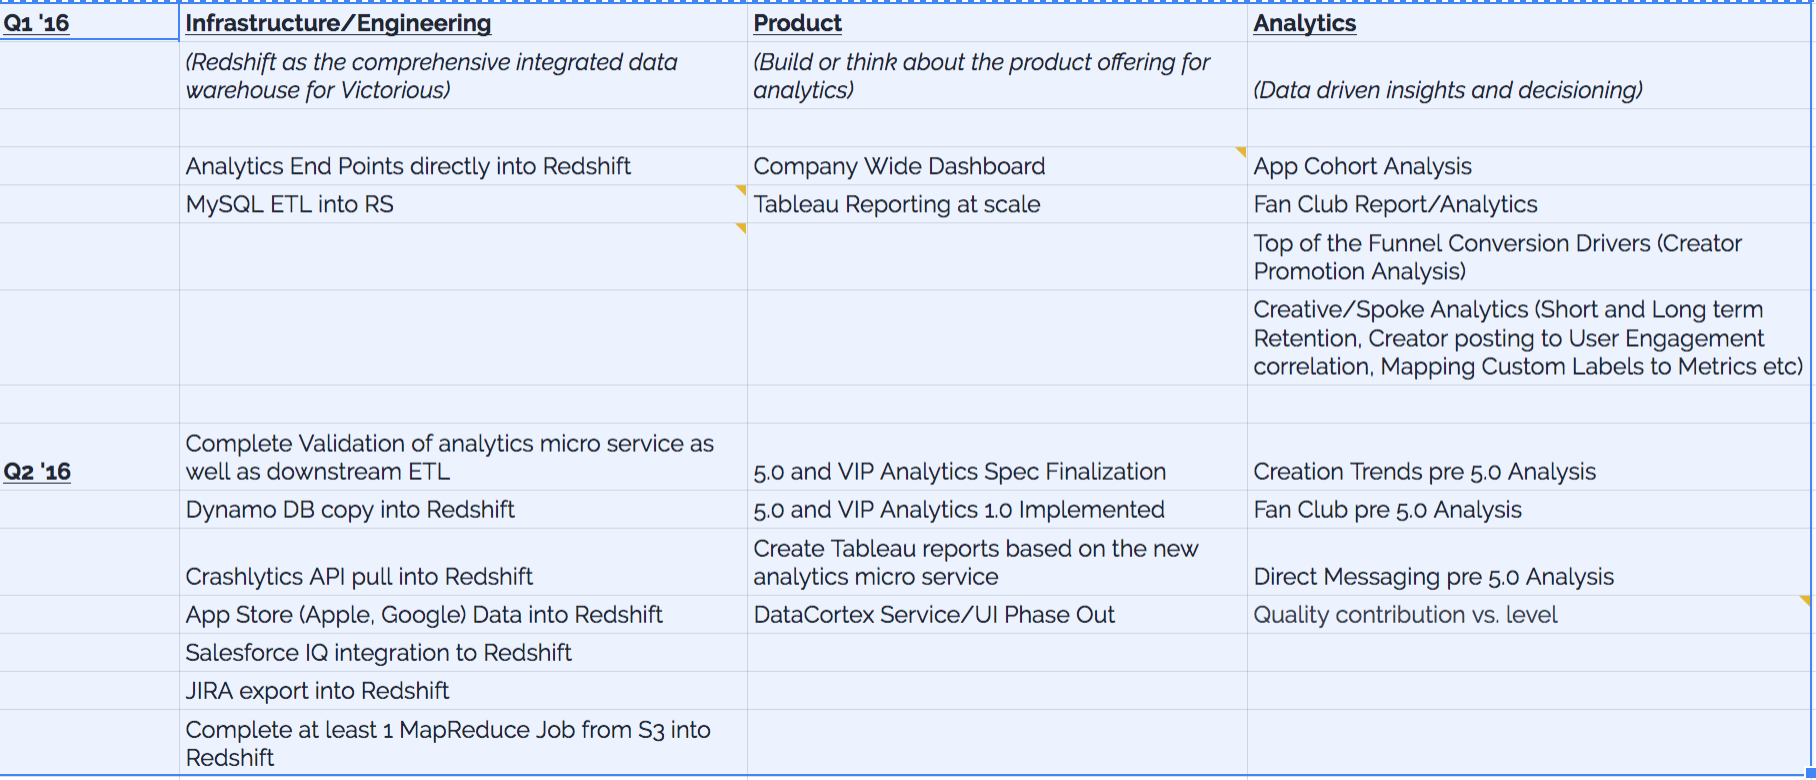 Q1 '16 Infrastructure/Engineering Product Analytics
(Redshift as the comprehensive integrated data
warehouse for Victorious)
(Build or think about the product offering for
analytics)
(Data driven insights and decisioning)
Analytics End Points directly into Redshift
Company Wide Dashboard
App Cohort Analysis
MySQL ETL into RS
Tableau Reporting at scale
Fan Club Report/Analytics
Top of the Funnel Conversion Drivers (Creator
Promotion Analysis)
Creative/Spoke Analytics (Short and Long term
Retention, Creator posting to User Engagement
correlation, Mapping Custom Labels to Metrics etc)
Q2 '16
Complete Validation of analytics micro service as
well as downstream ETL
5.0 and VIP Analytics Spec Finalization
Creation Trends pre 5.0 Analysis
Dynamo DB copy into Redshift
5.0 and VIP Analytics 1.0 Implemented
Fan Club pre 5.0 Analysis
Crashlytics API pull into Redshift
Create Tableau reports based on the new
analytics micro service
Direct Messaging pre 5.0 Analysis
App Store (Apple, Google) Data into Redshift
DataCortex Service/UI Phase Out
Quality contribution vs. level
Salesforce IQ integration to Redshift
JIRA export into Redshift
Complete at least 1 MapReduce Job from S3 into
Redshift